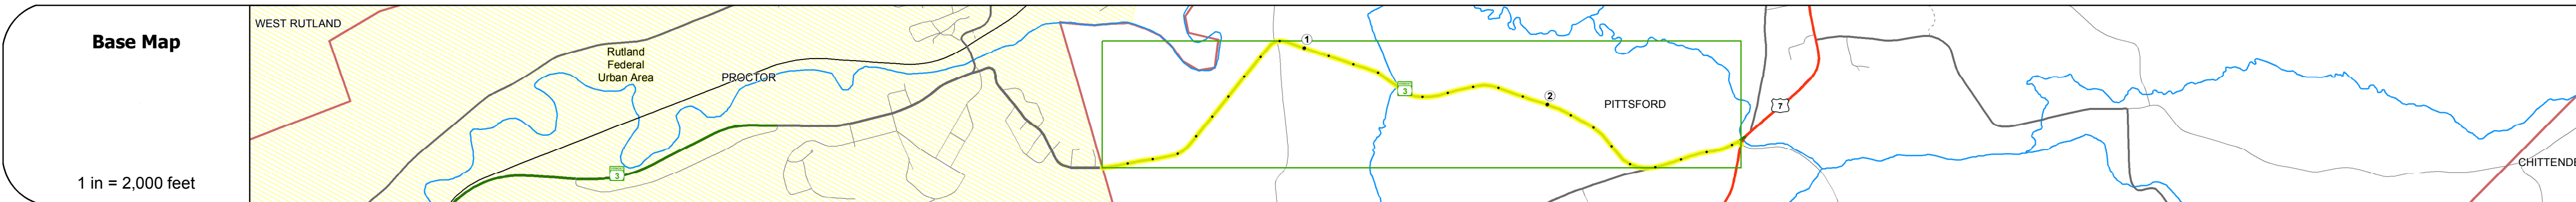 Base Map
1 in = 2,000 feet
WEST RUTLAND
Rutland
Federal
Urban Area
PROCTOR
3
1
3
2
PITTSFORD
7
CHITTENDE